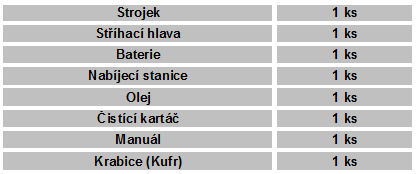 Strojek 1 ks
Stříhací hlava 1 ks
Baterie 1 ks
Nabíjecí stanice 1 ks
Olej 1 ks
Čistící kartáč 1 ks
Manuál 1 ks
Krabice (Kufr) 1 ks